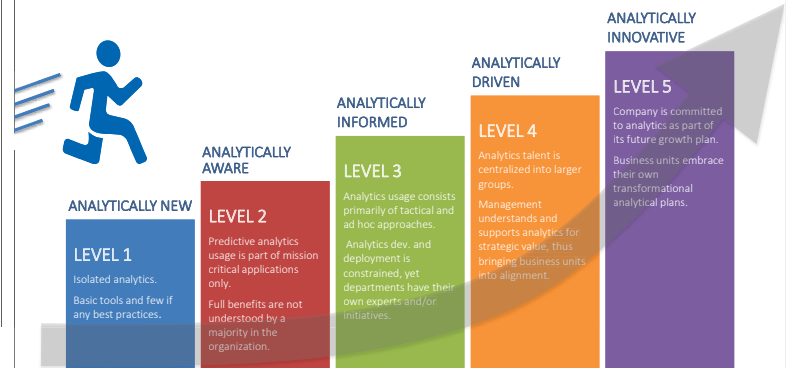 ANALYTICALLY NEW
LEVEL 1
Isolated analytics.
Basic tools and few if
any best practices.
ANALYTICALLY
AWARE
LEVEL 2
Predictive analytics
usage is part of mission
critical applications
only.
Full benefits are not
understood by a
majority in the
organization.
ANALYTICALLY
INFORMED
LEVEL 3
Analytics usage consists
primarily of tactical and
ad hoc approaches.
Analytics dev. and
deployment is
constrained, yet
departments have their
own experts and/or
initiatives.
ANALYTICALLY
DRIVEN
LEVEL 4
Analytics talent is
centralized into larger
groups.
Management
understands and
supports analytics for
strategic value, thus
bringing business units
into alignment.
ANALYTICALLY
INNOVATIVE
LEVEL 5
Company is committed
to analytics as part of
its future growth plan.
Business units embrace
their own
transformational
analytical plans.